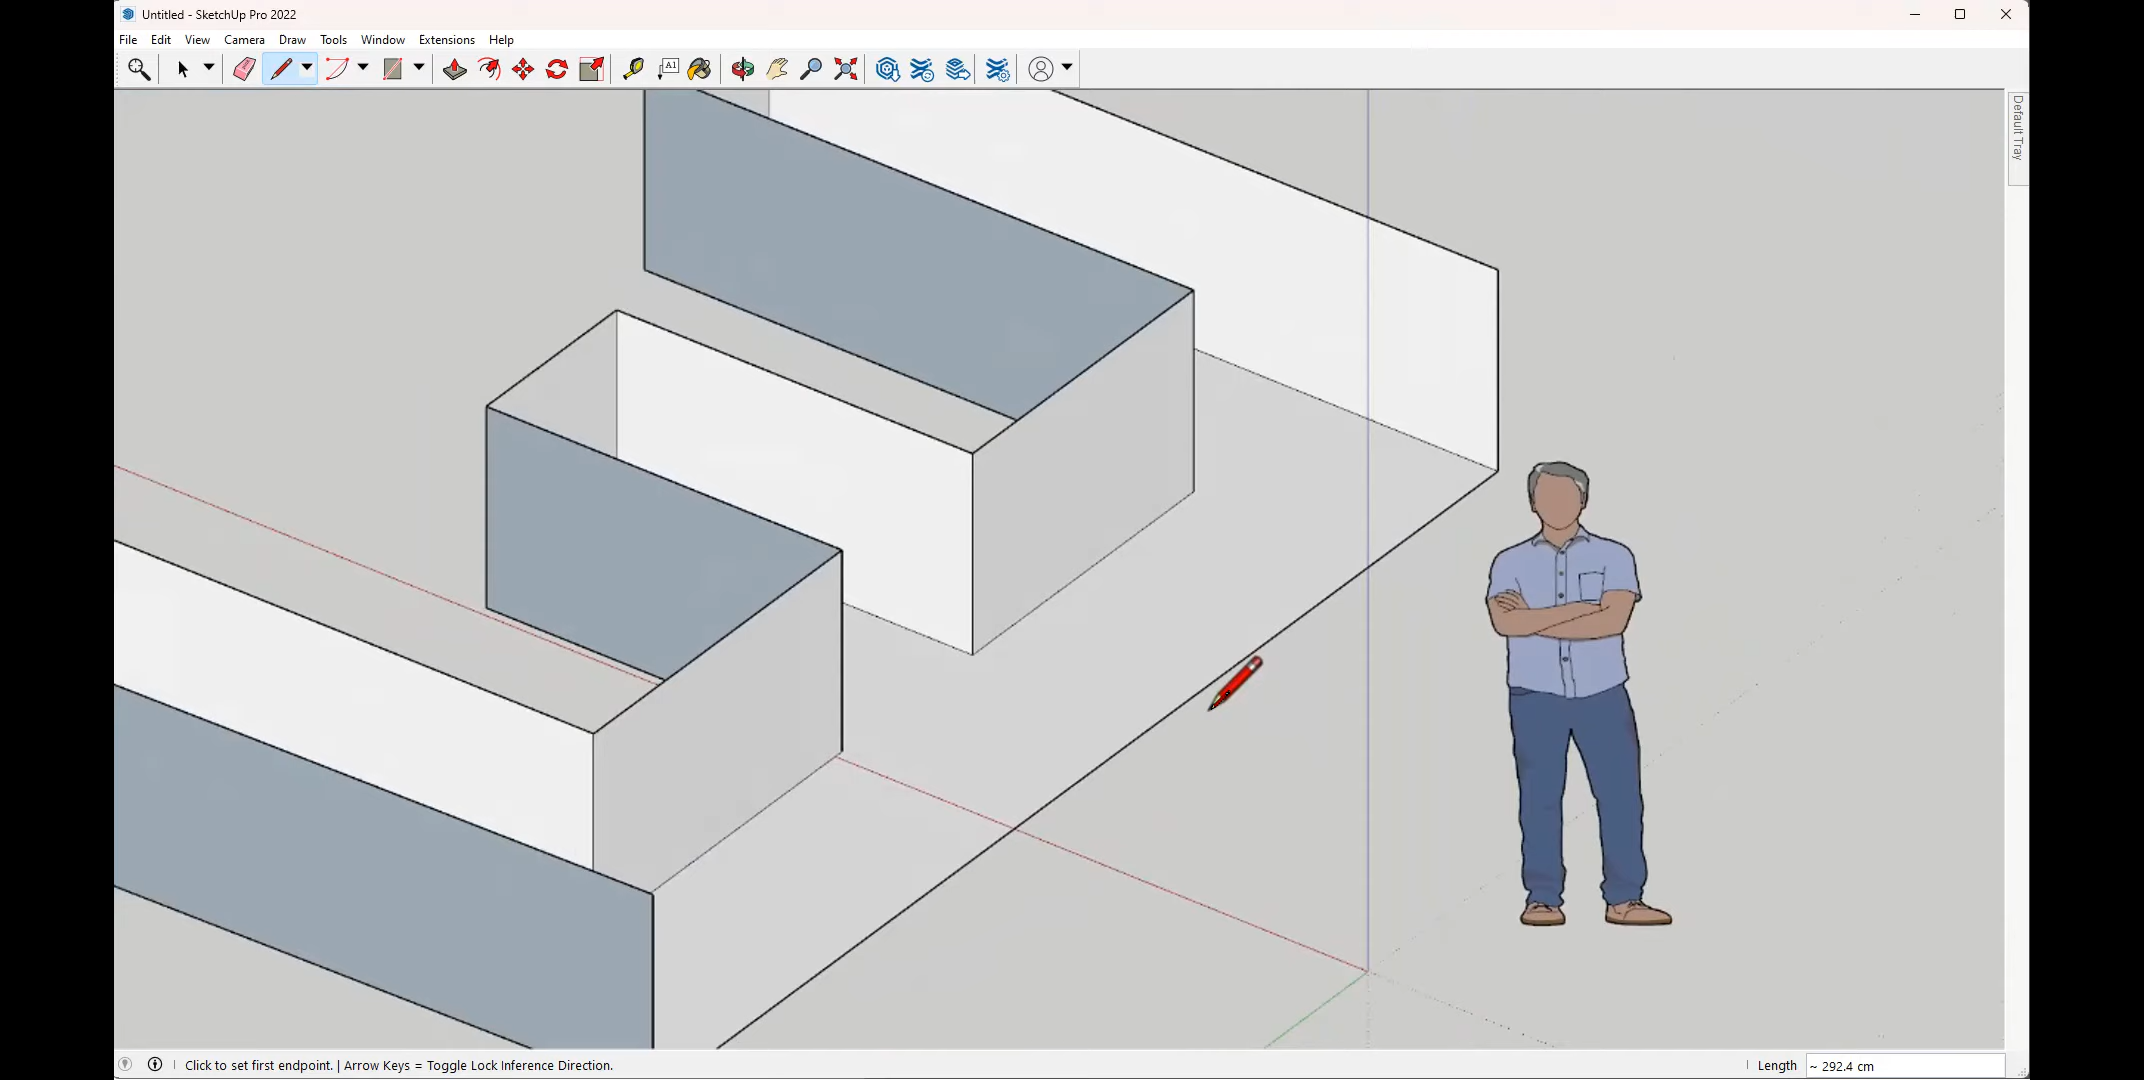 Untitled - SketchUp Pro 2022
File Edit View Camera Draw Tools Window Extensions Help
A1
Default Tray
Click to set first endpoint. | Arrow Keys = Toggle Lock Inference Direction.
Length ~ 292.4 cm